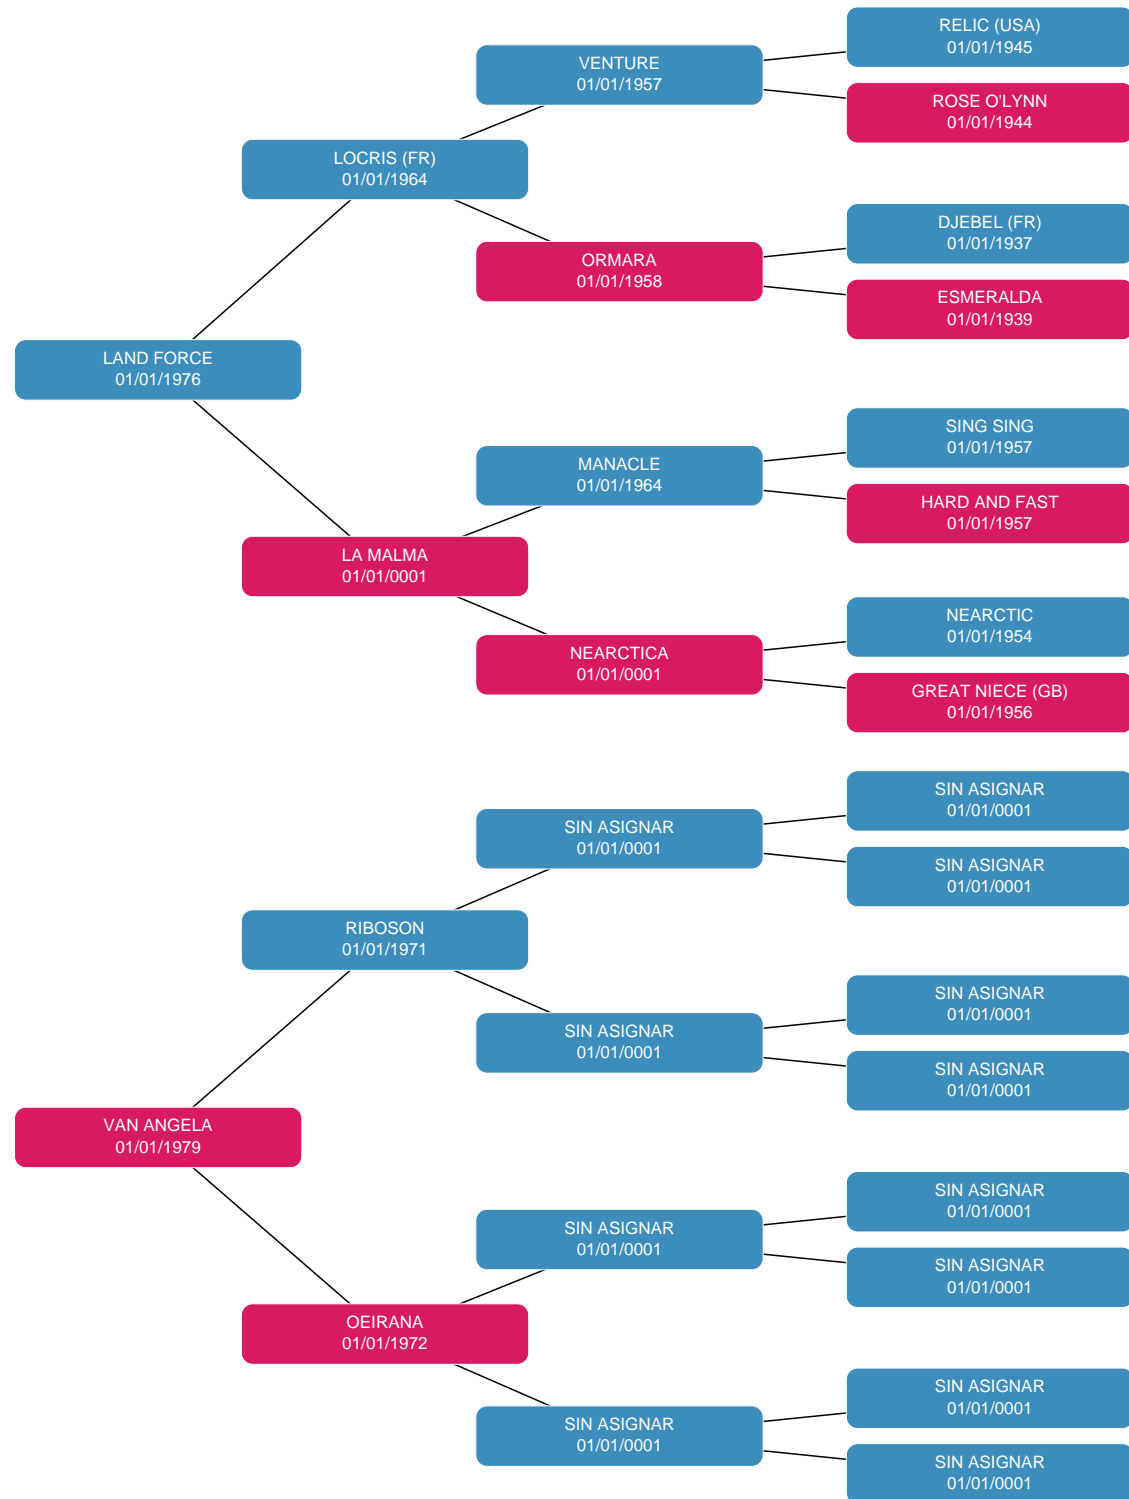 RELIC (USA)
01/01/1945
VENTURE
01/01/1957
ROSE O'LYNN
01/01/1944
LOCRIS (FR)
01/01/1964
DJEBEL (FR)
01/01/1937
ORMARA
01/01/1958
ESMERALDA
01/01/1939
LAND FORCE
01/01/1976
SING SING
01/01/1957
MANACLE
01/01/1964
HARD AND FAST
01/01/1957
LA MALMA
01/01/0001
NEARCTIC
01/01/1954
NEARCTICA
01/01/0001
GREAT NIECE (GB)
01/01/1956
SIN ASIGNAR
01/01/0001
SIN ASIGNAR
01/01/0001
SIN ASIGNAR
01/01/0001
RIBOSON
01/01/1971
SIN ASIGNAR
01/01/0001
SIN ASIGNAR
01/01/0001
SIN ASIGNAR
01/01/0001
VAN ANGELA
01/01/1979
SIN ASIGNAR
01/01/0001
SIN ASIGNAR
01/01/0001
SIN ASIGNAR
01/01/0001
OEIRANA
01/01/1972
SIN ASIGNAR
01/01/0001
SIN ASIGNAR
01/01/0001
SIN ASIGNAR
01/01/0001